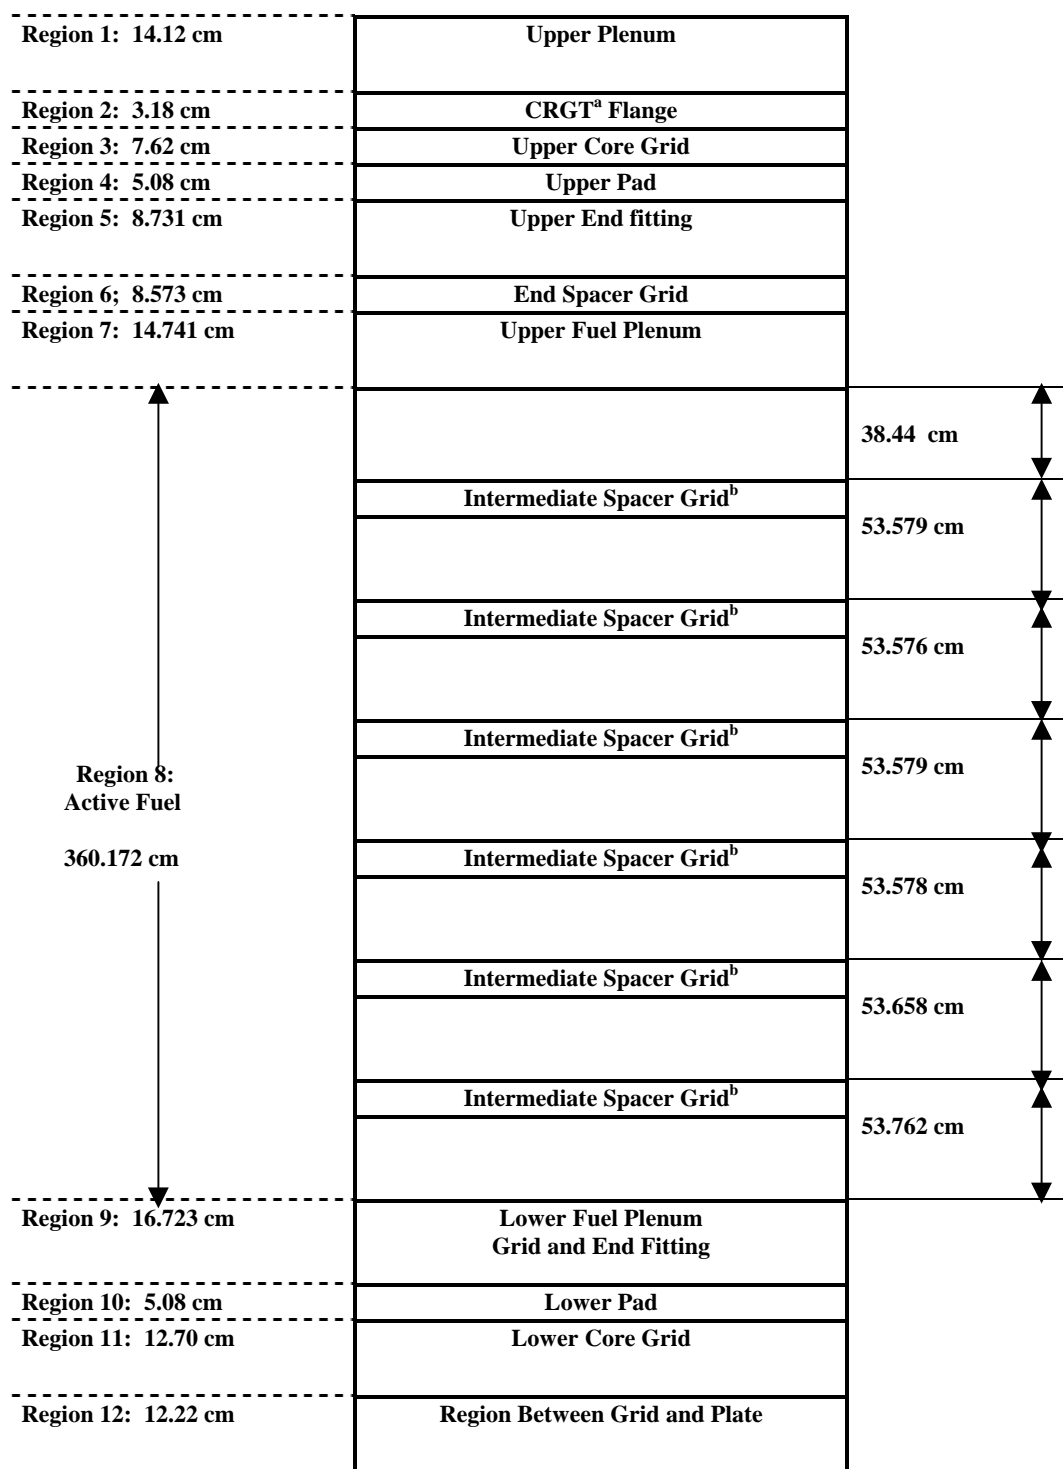 Region 1: 14.12 cm
Upper Plenum
Region 2: 3.18 cm
CRGTᵃ Flange
Region 3: 7.62 cm
Upper Core Grid
Region 4: 5.08 cm
Upper Pad
Region 5: 8.731 cm
Upper End fitting
Region 6; 8.573 cm
End Spacer Grid
Region 7: 14.741 cm
Upper Fuel Plenum
38.44 cm
Intermediate Spacer Gridᵇ
53.579 cm
Intermediate Spacer Gridᵇ
53.576 cm
Intermediate Spacer Gridᵇ
53.579 cm
Region 8:
Active Fuel
360.172 cm
Intermediate Spacer Gridᵇ
53.578 cm
Intermediate Spacer Gridᵇ
53.658 cm
Intermediate Spacer Gridᵇ
53.762 cm
Region 9: 16.723 cm
Lower Fuel Plenum
Grid and End Fitting
Region 10: 5.08 cm
Lower Pad
Region 11: 12.70 cm
Lower Core Grid
Region 12: 12.22 cm
Region Between Grid and Plate